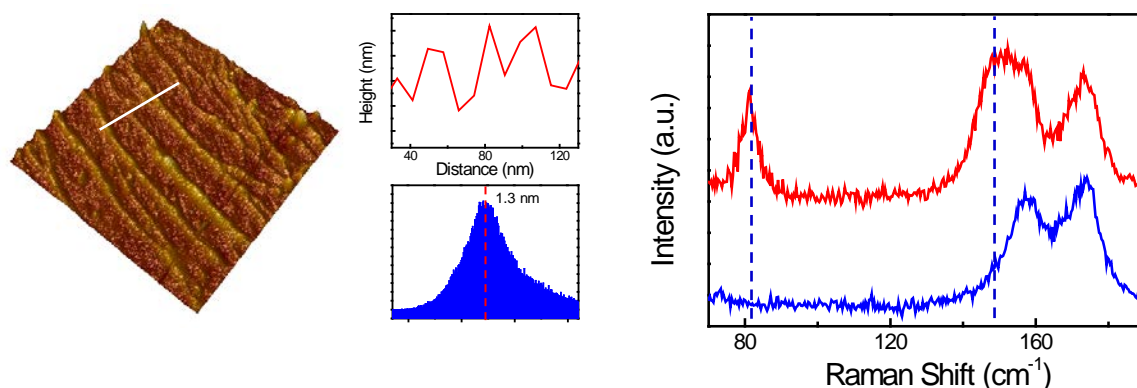 Height (nm)
40
80
120
Distance (nm)
1.3 nm
Intensity (a.u.)
80
120
160
Raman Shift (cm⁻¹)